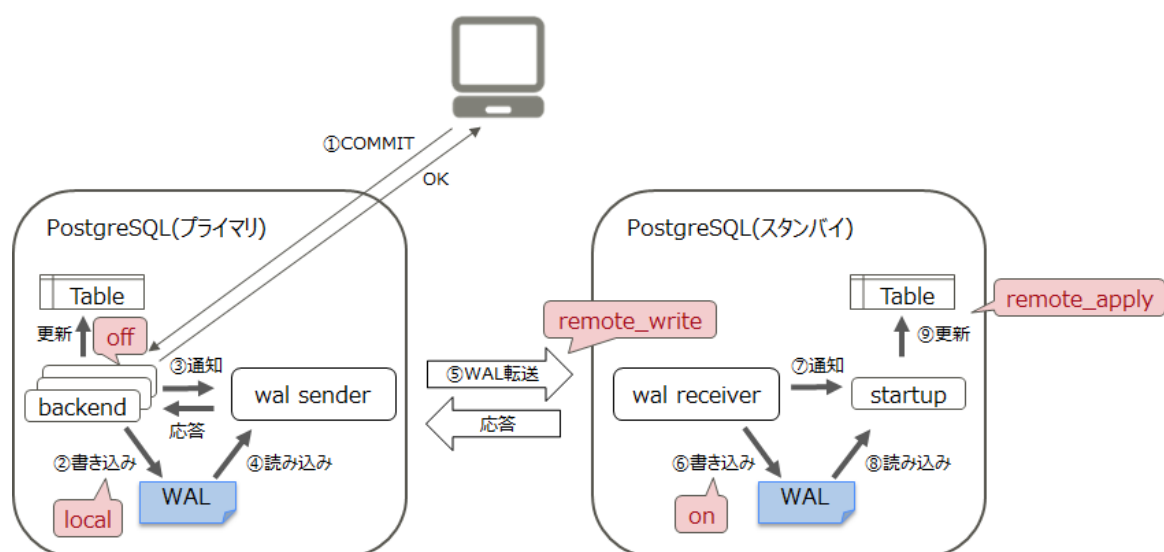 ①COMMIT
OK
PostgreSQL(プライマリ)
Table
更新
off
③通知
backend
wal sender
応答
②書き込み
④読み込み
WAL
local
⑤WAL転送
応答
PostgreSQL(スタンバイ)
remote_write
Table
remote_apply
⑨更新
⑦通知
wal receiver
startup
⑥書き込み
⑧読み込み
WAL
on